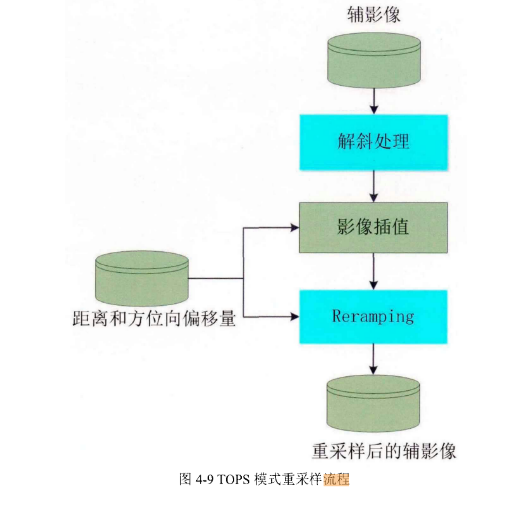 辅影像
解斜处理
影像插值
距离和方位向偏移量
Reramping
重采样后的辅影像
图 4-9 TOPS 模式重采样流程